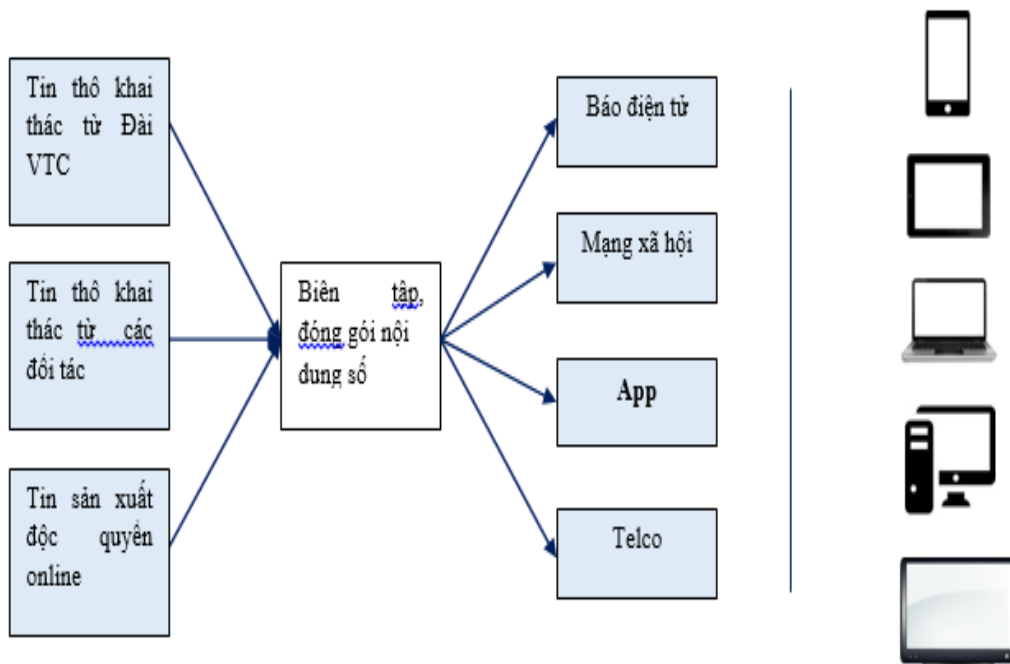 Tin thô khai
thác từ Đài
VTC
Tin thô khai
thác từ các
đối tác
Tin sản xuất
độc quyền
online
Biên tập,
đóng gói nội
dung số
Báo điện tử
Mạng xã hội
App
Telco